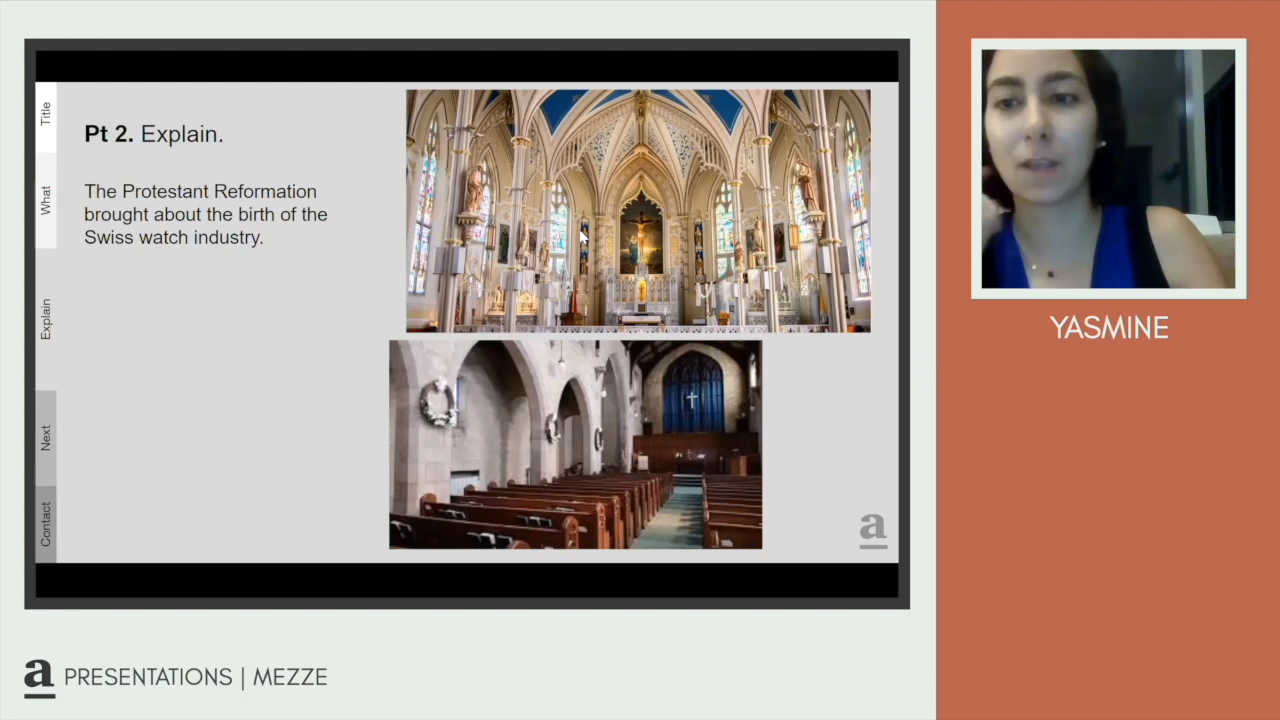 Title
What
Explain
Next
Contact
Pt 2. Explain.
The Protestant Reformation
brought about the birth of the
Swiss watch industry.
a
YASMINE
a PRESENTATIONS | MEZZE